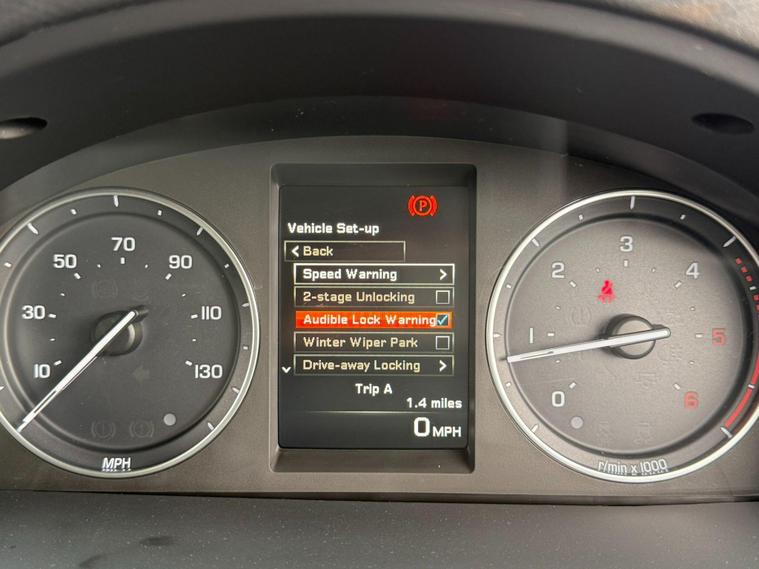 P
Vehicle Set-up
Back
Speed Warning
2-stage Unlocking
Audible Lock Warning
Winter Wiper Park
Drive-away Locking
Trip A
1.4 miles
0 MPH
10
30
50
70
90
110
130
MPH
0
1
2
3
4
5
6
r/min x 1000